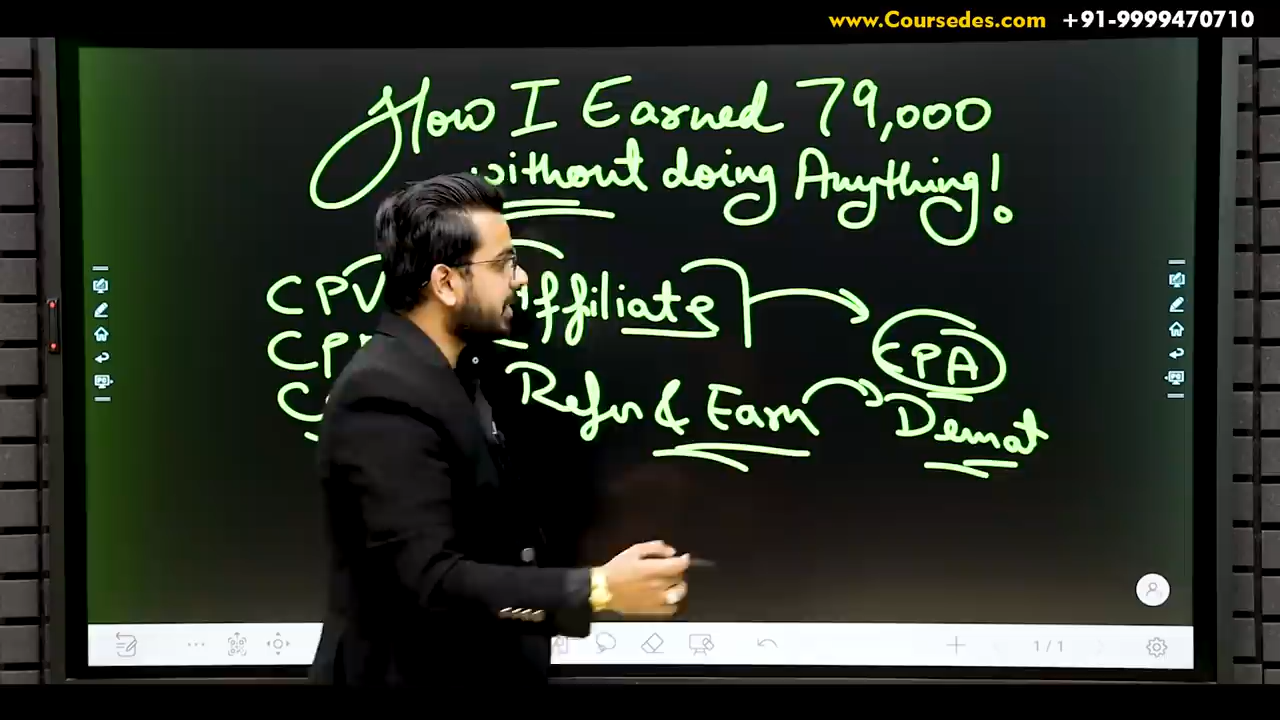 www.Coursedes.com +91-9999470710
How I Earned 79,000
without doing Anything!
CPV
Affiliate
CPA
Refer & Earn
Demat
1/1